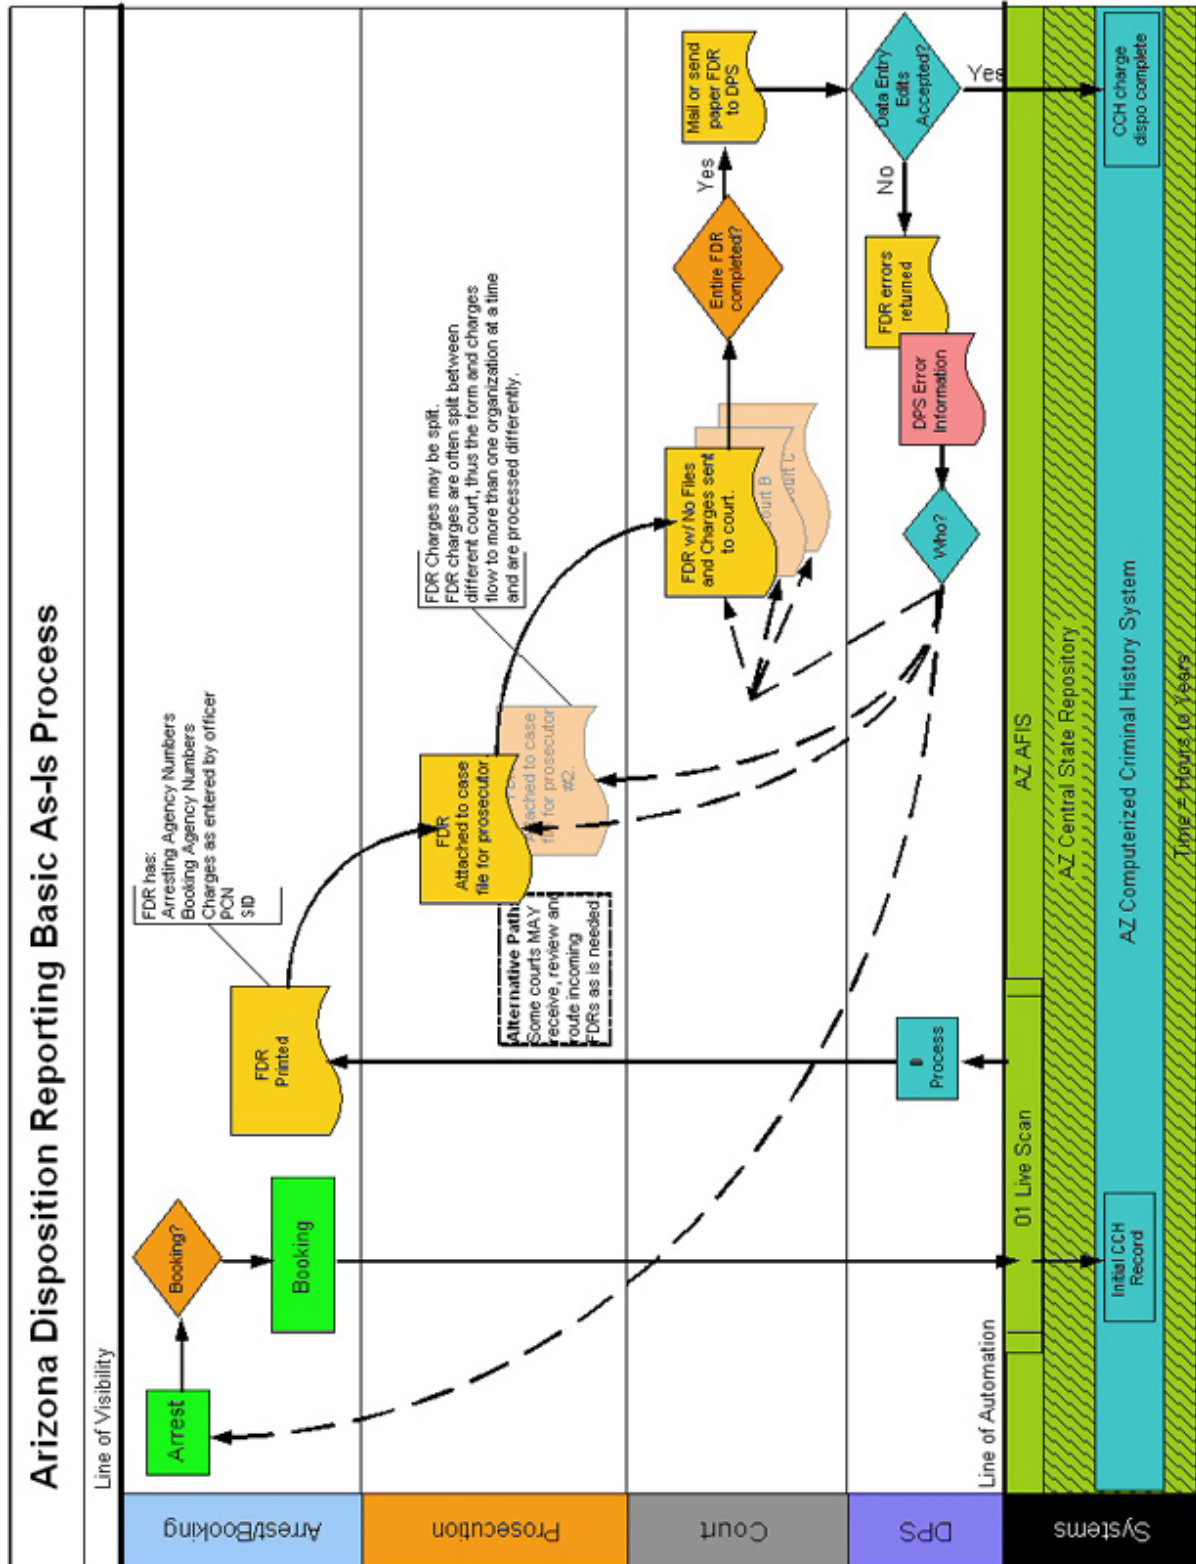 Arizona Disposition Reporting Basic As-Is Process
Line of Visibility
Arrest/Booking
Arrest
Booking?
Booking
FDR
Printed
FDR has:
Arresting Agency Numbers
Booking Agency Numbers
Charges as entered by officer
PCN
SID
Prosecution
Alternative Path:
Some courts MAY
receive, review and
route incoming
FDRs as is needed
FDR
Attached to case
file for prosecutor
Attached to case
file for prosecutor
#2.
FDR Charges may be split.
FDR charges are often split between
different court, thus the form and charges
flow to more than one organization at a time
and are processed differently.
Court
FDR w/ No Files
and Charges sent
to court.
Court B
Court C
Entire FDR
completed?
Yes
Mail or send
paper FDR
to DPS
DPS
Process
Who?
DPS Error
Information
FDR errors
returned
No
Data Entry
Edits
Accepted?
Yes
Line of Automation
Systems
01 Live Scan
AZ AFIS
AZ Central State Repository
Initial CCH
Record
AZ Computerized Criminal History System
CCH charge
dispo complete
Time = Hours to Years